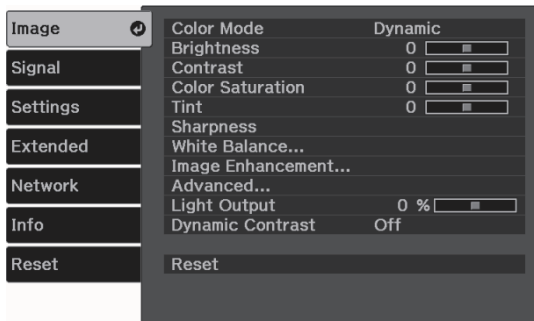 Image
Signal
Settings
Extended
Network
Info
Reset
Color Mode Dynamic
Brightness 0
Contrast 0
Color Saturation 0
Tint 0
Sharpness
White Balance...
Image Enhancement...
Advanced...
Light Output 0 %
Dynamic Contrast Off
Reset